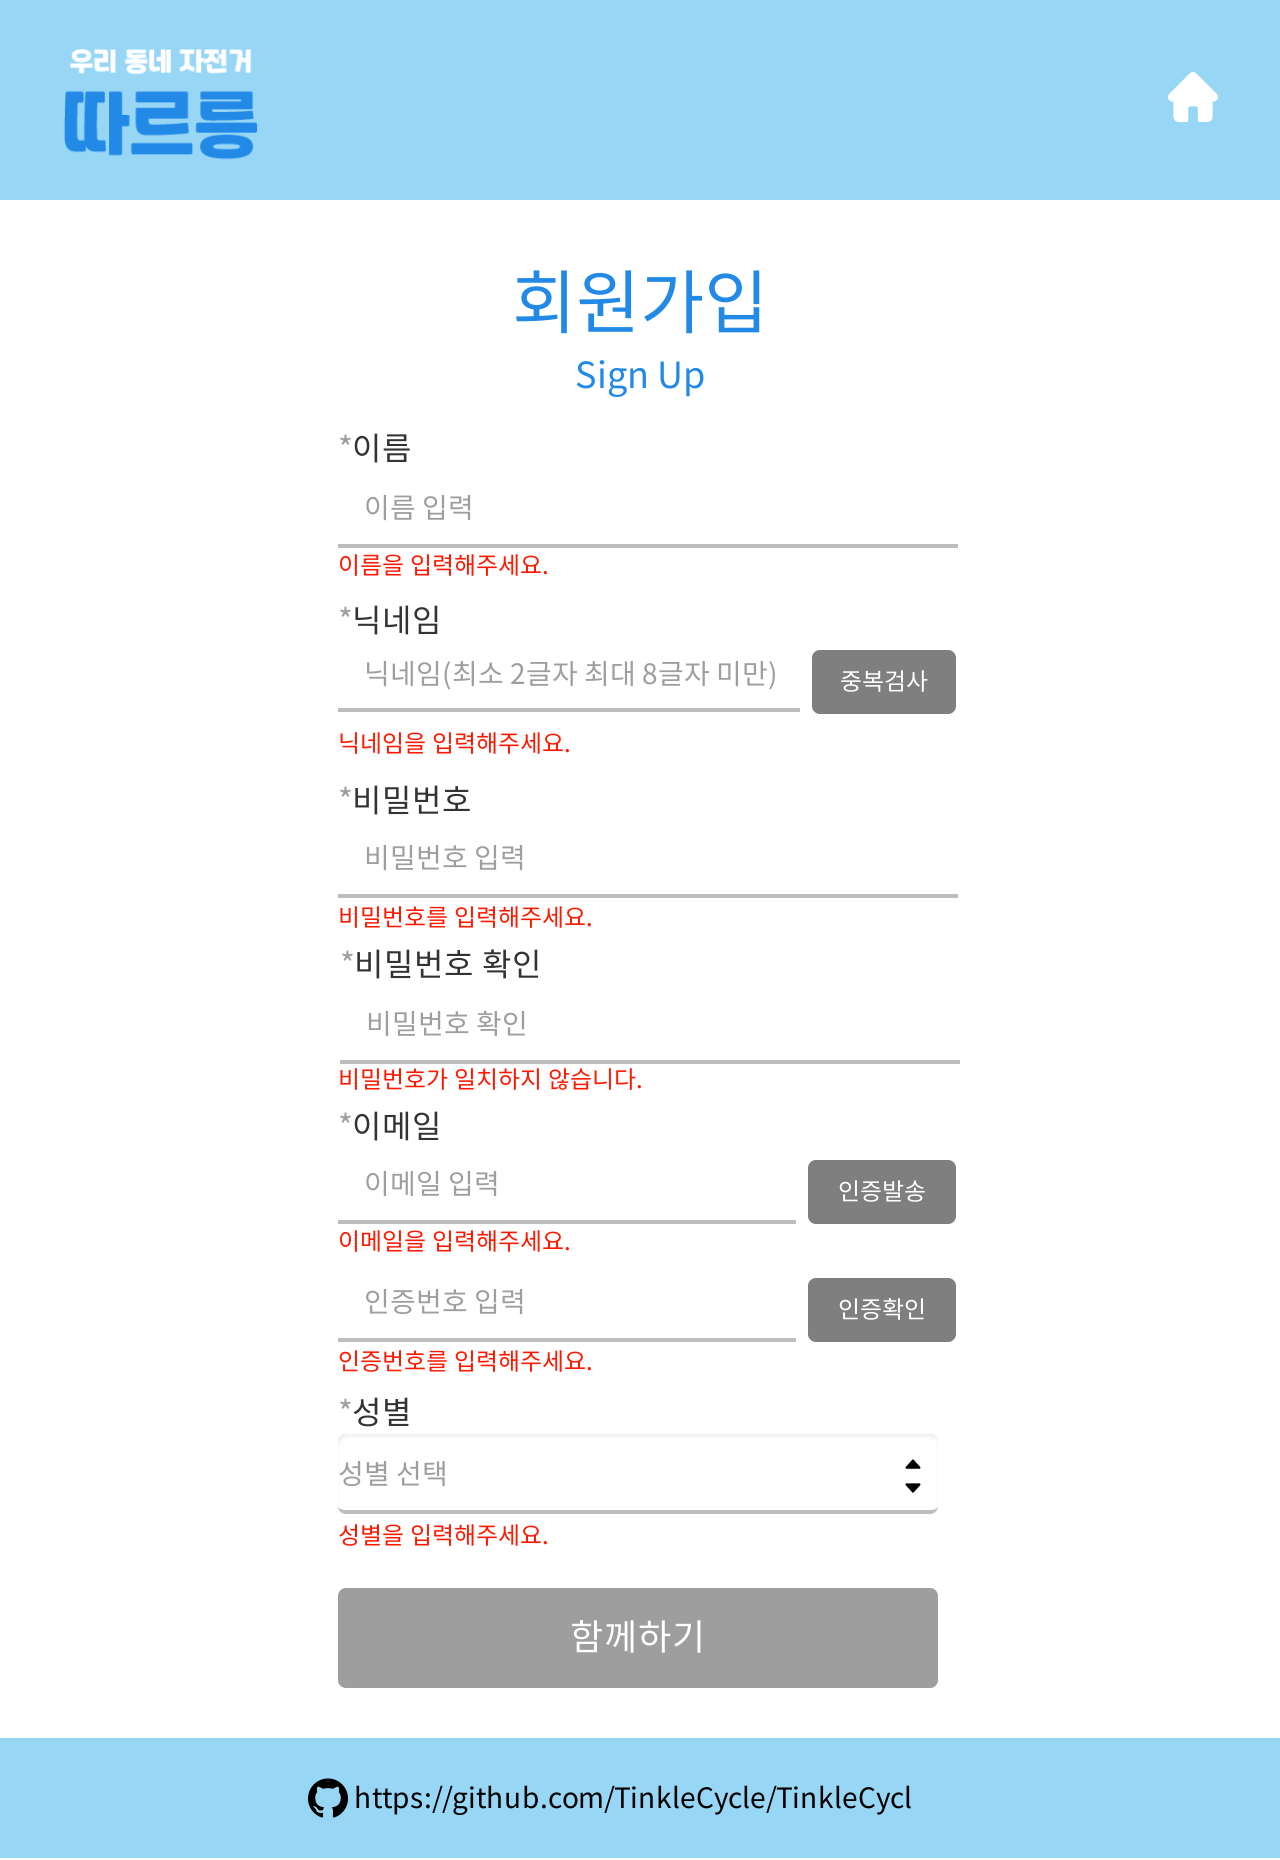 우리 동네 자전거
따르릉
회원가입
Sign Up
*이름
이름 입력
이름을 입력해주세요.
*닉네임
닉네임(최소 2글자 최대 8글자 미만)
중복검사
닉네임을 입력해주세요.
*비밀번호
비밀번호 입력
비밀번호를 입력해주세요.
*비밀번호 확인
비밀번호 확인
비밀번호가 일치하지 않습니다.
*이메일
이메일 입력
인증발송
이메일을 입력해주세요.
인증번호 입력
인증확인
인증번호를 입력해주세요.
*성별
성별 선택
성별을 입력해주세요.
함께하기
https://github.com/TinkleCycle/TinkleCycl